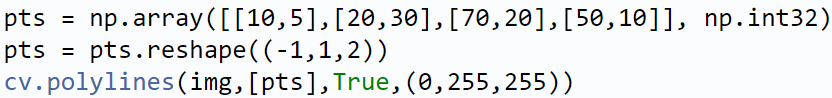 pts = np.array([[10,5],[20,30],[70,20],[50,10]], np.int32)
pts = pts.reshape((-1,1,2))
cv.polylines(img,[pts],True,(0,255,255))